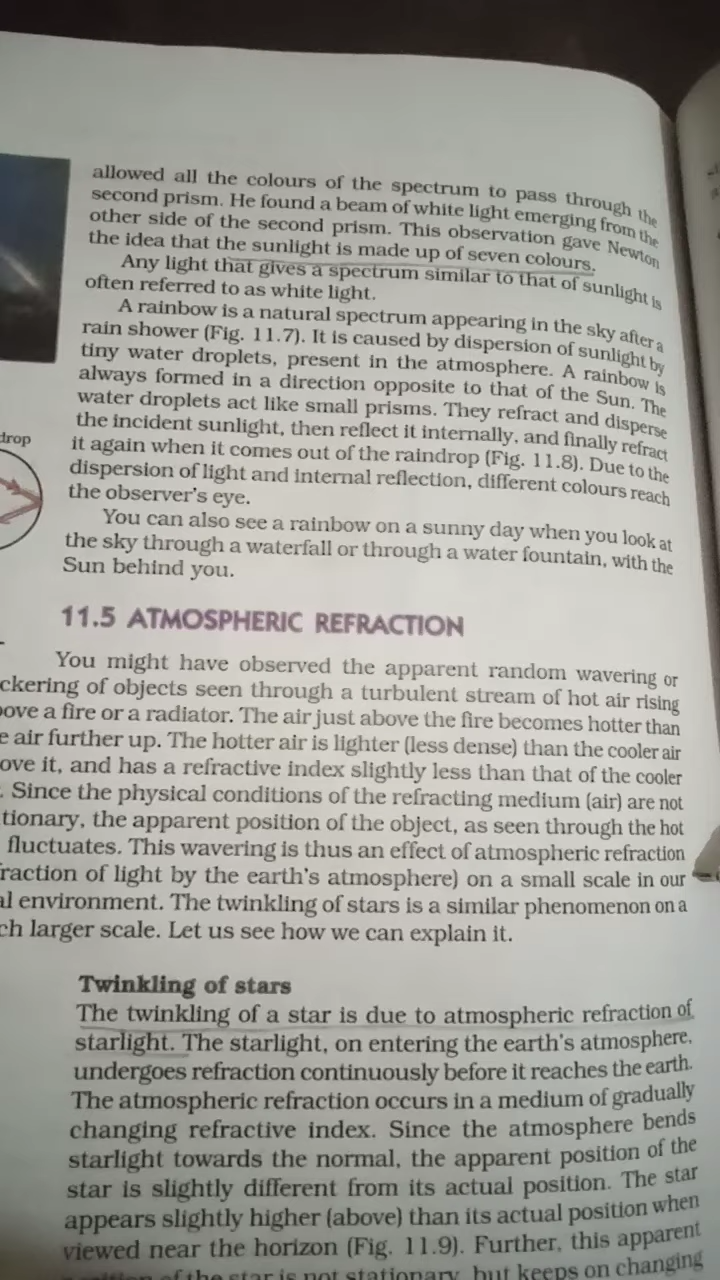 allowed all the colours of the spectrum to pass through the
second prism. He found a beam of white light emerging from the
other side of the second prism. This observation gave Newton
the idea that the sunlight is made up of seven colours.
Any light that gives a spectrum similar to that of sunlight is
often referred to as white light.
A rainbow is a natural spectrum appearing in the sky after a
rain shower (Fig. 11.7). It is caused by dispersion of sunlight by
tiny water droplets, present in the atmosphere. A rainbow is
always formed in a direction opposite to that of the Sun. The
water droplets act like small prisms. They refract and disperse
the incident sunlight, then reflect it internally, and finally refract
it again when it comes out of the raindrop (Fig. 11.8). Due to the
dispersion of light and internal reflection, different colours reach
the observer's eye.
You can also see a rainbow on a sunny day when you look at
the sky through a waterfall or through a water fountain, with the
Sun behind you.
drop
11.5 ATMOSPHERIC REFRACTION
You might have observed the apparent random wavering or
ckering of objects seen through a turbulent stream of hot air rising
ove a fire or a radiator. The air just above the fire becomes hotter than
e air further up. The hotter air is lighter (less dense) than the cooler air
ove it, and has a refractive index slightly less than that of the cooler
. Since the physical conditions of the refracting medium (air) are not
tionary, the apparent position of the object, as seen through the hot
fluctuates. This wavering is thus an effect of atmospheric refraction
raction of light by the earth's atmosphere) on a small scale in our
al environment. The twinkling of stars is a similar phenomenon on a
ch larger scale. Let us see how we can explain it.
Twinkling of stars
The twinkling of a star is due to atmospheric refraction of
starlight. The starlight, on entering the earth's atmosphere,
undergoes refraction continuously before it reaches the earth.
The atmospheric refraction occurs in a medium of gradually
changing refractive index. Since the atmosphere bends
starlight towards the normal, the apparent position of the
star is slightly different from its actual position. The star
appears slightly higher (above) than its actual position when
viewed near the horizon (Fig. 11.9). Further, this apparent
of the star is not stationary, but keeps on changing